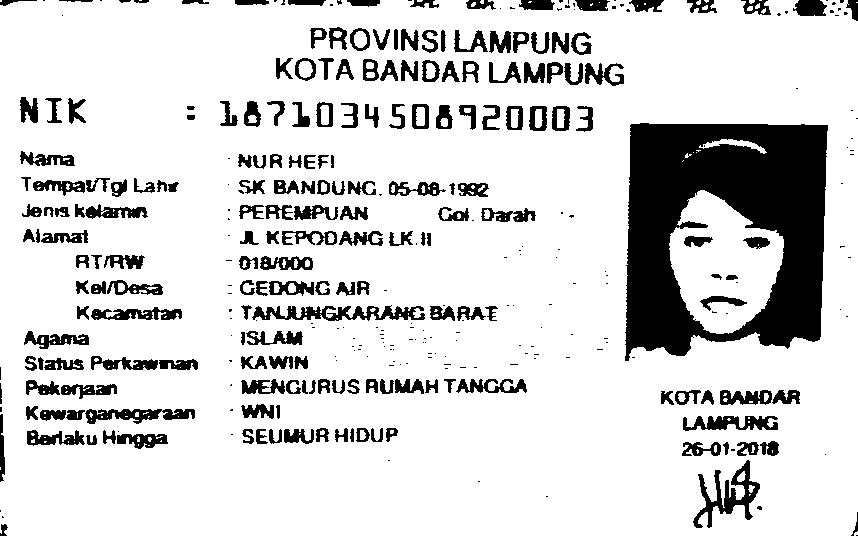 PROVINSI LAMPUNG
KOTA BANDAR LAMPUNG
NIK : 1871034508920003
Nama : NUR HEFI
Tempat/Tgl Lahir : SK BANDUNG, 05-08-1992
Jenis kelamin : PEREMPUAN Gol. Darah : -
Alamat : JL KEPODANG LK.II
RT/RW : 018/000
Kel/Desa : GEDONG AIR
Kecamatan : TANJUNGKARANG BARAT
Agama : ISLAM
Status Perkawinan : KAWIN
Pekerjaan : MENGURUS RUMAH TANGGA
Kewarganegaraan : WNI
Berlaku Hingga : SEUMUR HIDUP
KOTA BANDAR
LAMPUNG
26-01-2018